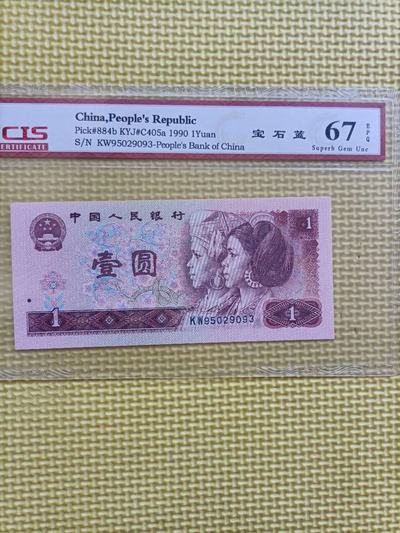 CIS
CERTIFICATE
China,People's Republic
Pick#884b KYJ#C405a 1990 1Yuan
S/N KW95029093-People's Bank of China
宝石蓝
67
EPQ
Superb Gem Unc
中国人民银行
壹圆
1
1
1
KW95029093